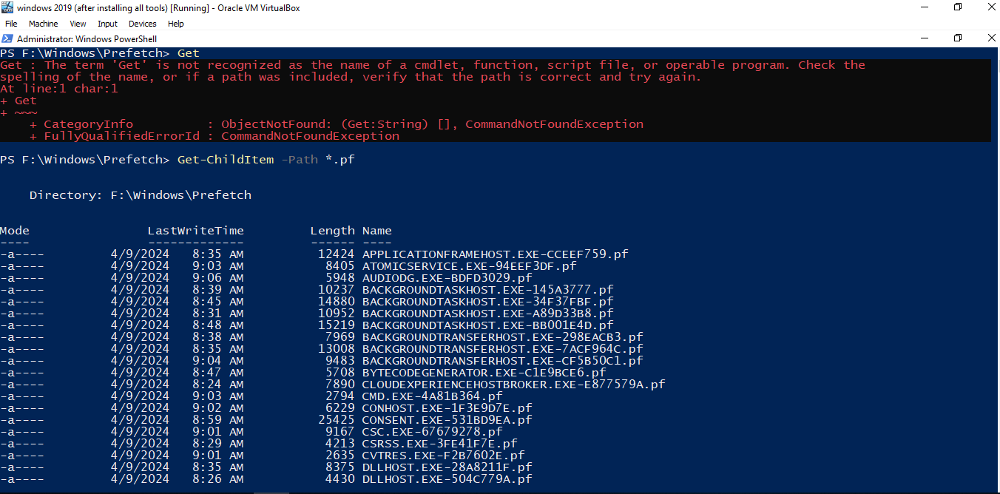 windows 2019 (after installing all tools) [Running] - Oracle VM VirtualBox
File Machine View Input Devices Help
Administrator: Windows PowerShell
PS F:\Windows\Prefetch> Get
Get : The term 'Get' is not recognized as the name of a cmdlet, function, script file, or operable program. Check the
spelling of the name, or if a path was included, verify that the path is correct and try again.
At line:1 char:1
+ Get
+ ~~~
    + CategoryInfo          : ObjectNotFound: (Get:String) [], CommandNotFoundException
    + FullyQualifiedErrorId : CommandNotFoundException
PS F:\Windows\Prefetch> Get-ChildItem -Path *.pf
    Directory: F:\Windows\Prefetch
Mode                LastWriteTime         Length Name
----                -------------         ------ ----
-a----         4/9/2024   8:35 AM          12424 APPLICATIONFRAMEHOST.EXE-CCEEF759.pf
-a----         4/9/2024   9:03 AM           8405 ATOMICSERVICE.EXE-94EEF3DF.pf
-a----         4/9/2024   9:06 AM           5948 AUDIODG.EXE-BDFD3029.pf
-a----         4/9/2024   8:39 AM          10237 BACKGROUNDTASKHOST.EXE-145A3777.pf
-a----         4/9/2024   8:45 AM          14880 BACKGROUNDTASKHOST.EXE-34F37FBF.pf
-a----         4/9/2024   8:31 AM          10952 BACKGROUNDTASKHOST.EXE-A89D33B8.pf
-a----         4/9/2024   8:48 AM          15219 BACKGROUNDTASKHOST.EXE-BB001E4D.pf
-a----         4/9/2024   8:38 AM           7969 BACKGROUNDTRANSFERHOST.EXE-298EACB3.pf
-a----         4/9/2024   8:35 AM          13008 BACKGROUNDTRANSFERHOST.EXE-7ACF964C.pf
-a----         4/9/2024   9:04 AM           9483 BACKGROUNDTRANSFERHOST.EXE-CF5B50C1.pf
-a----         4/9/2024   8:47 AM           5708 BYTECODEGENERATOR.EXE-C1E9BCE6.pf
-a----         4/9/2024   8:24 AM           7890 CLOUDEXPERIENCEHOSTBROKER.EXE-E877579A.pf
-a----         4/9/2024   9:03 AM           2794 CMD.EXE-4A81B364.pf
-a----         4/9/2024   9:02 AM           6229 CONHOST.EXE-1F3E9D7E.pf
-a----         4/9/2024   8:59 AM          25425 CONSENT.EXE-531BD9EA.pf
-a----         4/9/2024   9:01 AM           9167 CSC.EXE-67679278.pf
-a----         4/9/2024   8:29 AM           4213 CSRSS.EXE-3FE41F7E.pf
-a----         4/9/2024   9:01 AM           2635 CVTRES.EXE-F2B7602E.pf
-a----         4/9/2024   8:35 AM           8375 DLLHOST.EXE-28A8211F.pf
-a----         4/9/2024   8:26 AM           4430 DLLHOST.EXE-504C779A.pf